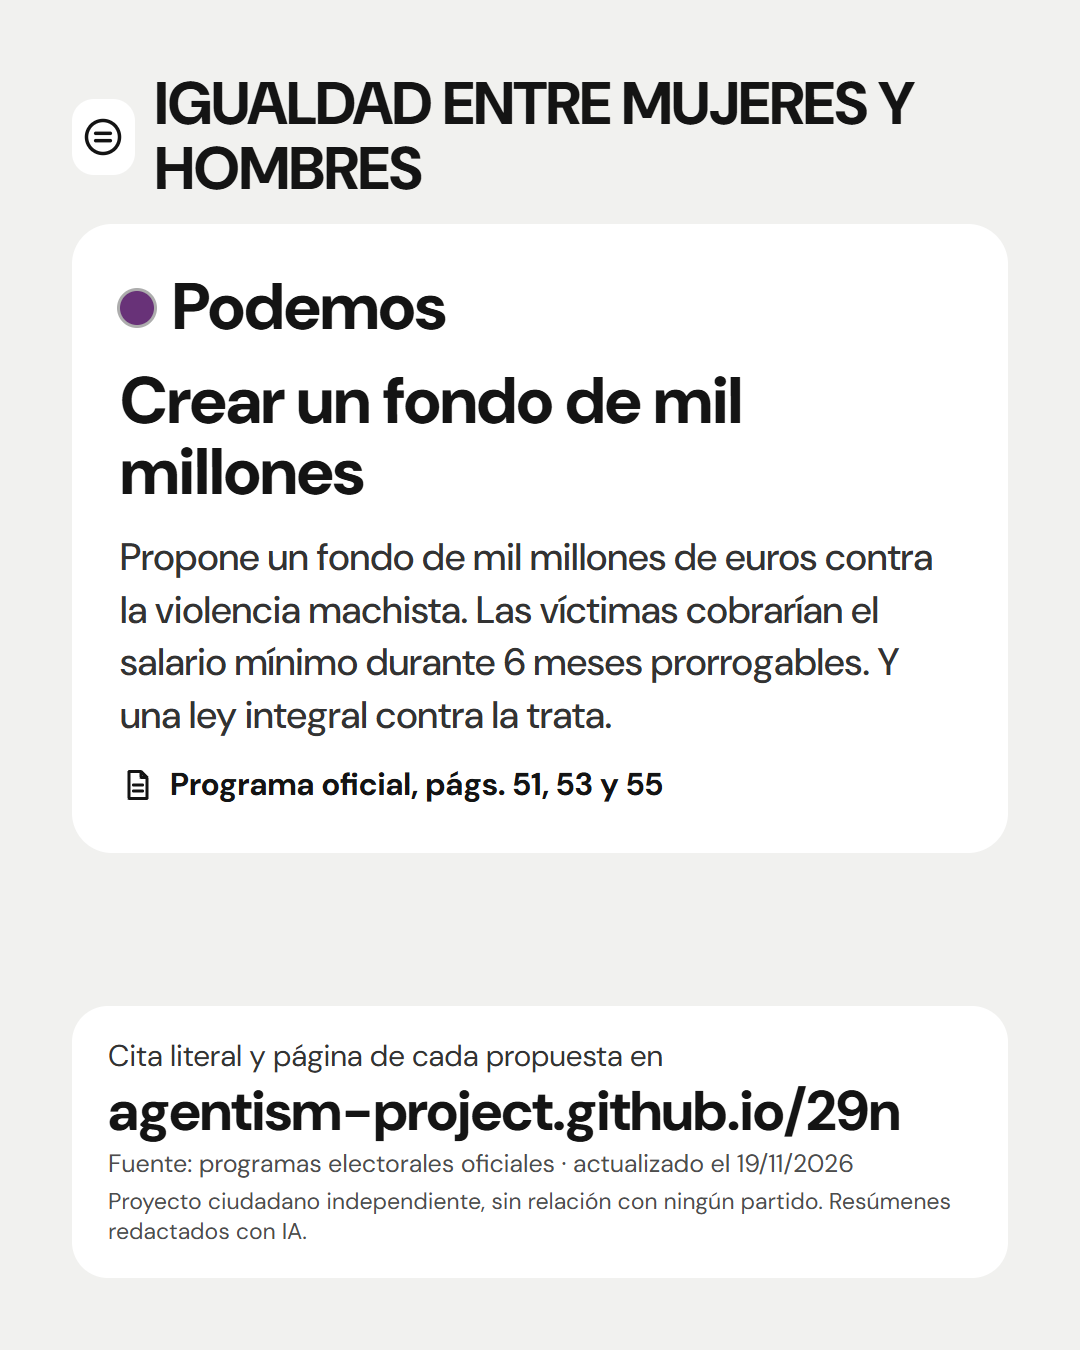 IGUALDAD ENTRE MUJERES Y
HOMBRES
Podemos
Crear un fondo de mil
millones
Propone un fondo de mil millones de euros contra
la violencia machista. Las víctimas cobrarían el
salario mínimo durante 6 meses prorrogables. Y
una ley integral contra la trata.
Programa oficial, págs. 51, 53 y 55
Cita literal y página de cada propuesta en
agentism-project.github.io/29n
Fuente: programas electorales oficiales · actualizado el 19/11/2026
Proyecto ciudadano independiente, sin relación con ningún partido. Resúmenes
redactados con IA.